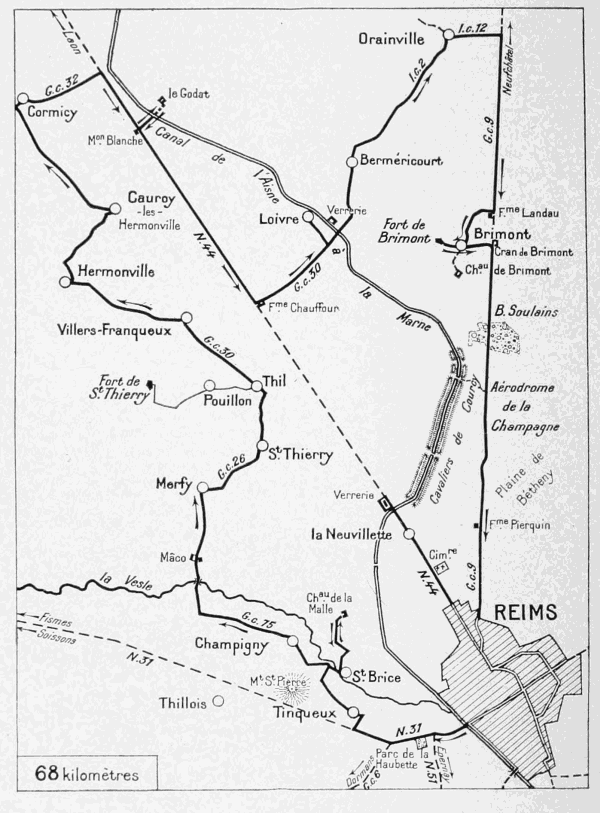 Laon
Orainville
I.c.12
Neufchâtel
G.c.32
I.c.2
le Godat
Cormicy
Mon Blanche
Canal
de
l'Aisne
G.c.9
Berméricourt
Cauroy
-les-
Hermonville
Loivre
Verrerie
Fme Landau
Fort de
Brimont
Brimont
Cran de Brimont
Chau de Brimont
N.44
à
G.c.30
Hermonville
Fme Chauffour
la
Marne
B. Soulains
Villers-Franqueux
G.c.30
Fort de
St Thierry
Thil
Pouillon
Aérodrome
de la
Champagne
Cavaliers de Courcy
St Thierry
G.c.26
Plaine de
Bétheny
Merfy
Verrerie
la Neuvillette
Fme Pierquin
Mâco
Cimre
la Vesle
N.44
G.c.9
Chau de la
Malle
REIMS
Fismes
Soissons
G.c.75
Champigny
N.31
St Brice
Mt St Pierre
Thillois
Tinqueux
N.31
Parc de la
Haubette
Dormans
G.c.6
Epernay
N.51
68 kilomètres